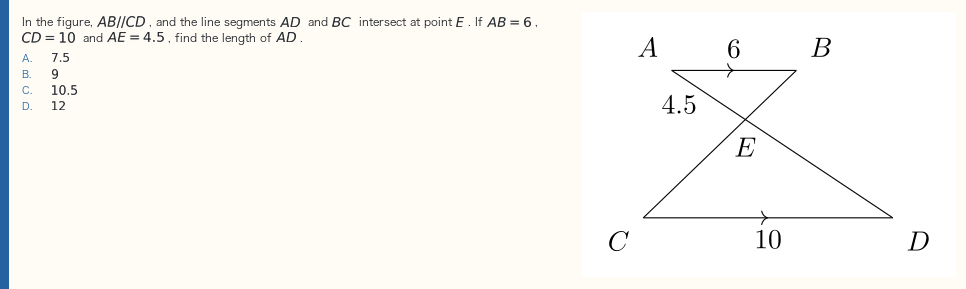 In the figure, AB//CD , and the line segments AD and BC intersect at point E . If AB = 6 ,
CD = 10 and AE = 4.5 , find the length of AD .
A. 7.5
B. 9
C. 10.5
D. 12
A 6 B
4.5
E
C 10 D